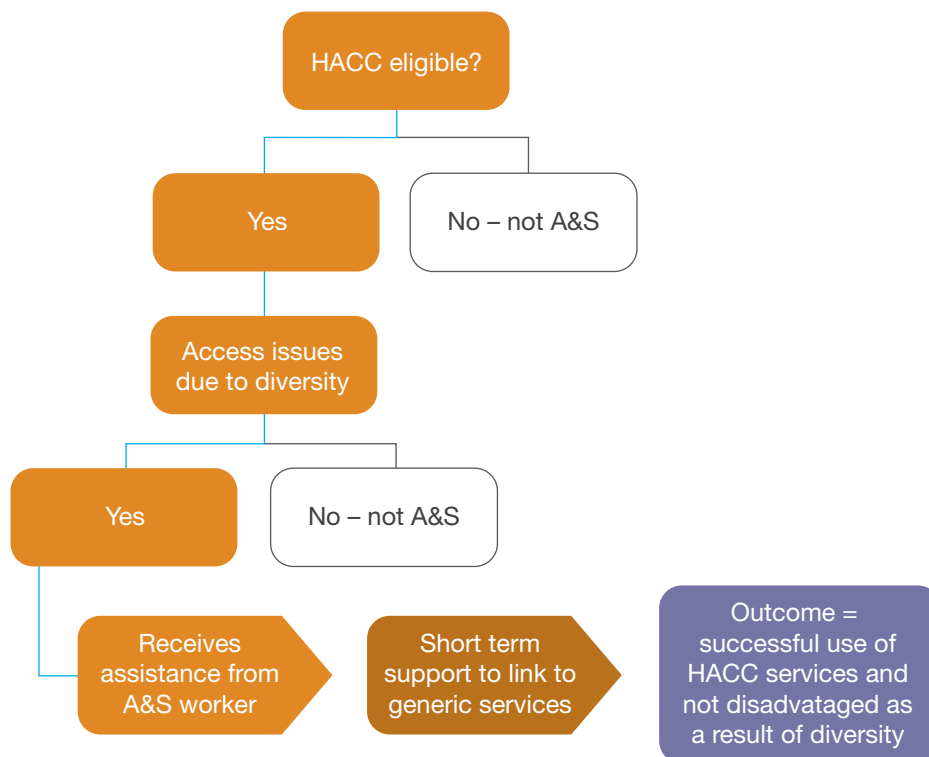 HACC eligible?
Yes
No – not A&S
Access issues
due to diversity
Yes
No – not A&S
Receives
assistance from
A&S worker
Short term
support to link to
generic services
Outcome =
successful use of
HACC services and
not disadvataged as
a result of diversity